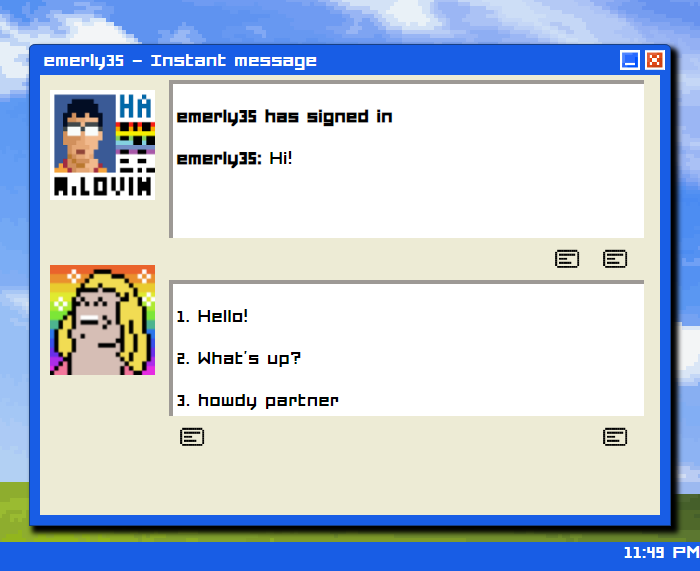 emerly35 - Instant message
HA
McLOVIN
emerly35 has signed in
emerly35: Hi!
1. Hello!
2. What's up?
3. howdy partner
11:49 PM